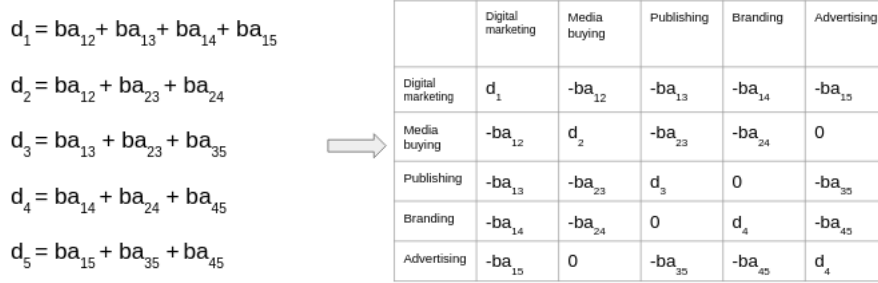 d1 = ba12+ ba13+ ba14+ ba15
d2 = ba12 + ba23 + ba24
d3 = ba13 + ba23 + ba35
d4 = ba14 + ba24 + ba45
d5 = ba15 + ba35 +ba45
Digital marketing Media buying Publishing Branding Advertising
Digital marketing d1 -ba12 -ba13 -ba14 -ba15
Media buying -ba12 d2 -ba23 -ba24 0
Publishing -ba13 -ba23 d3 0 -ba35
Branding -ba14 -ba24 0 d4 -ba45
Advertising -ba15 0 -ba35 -ba45 d4